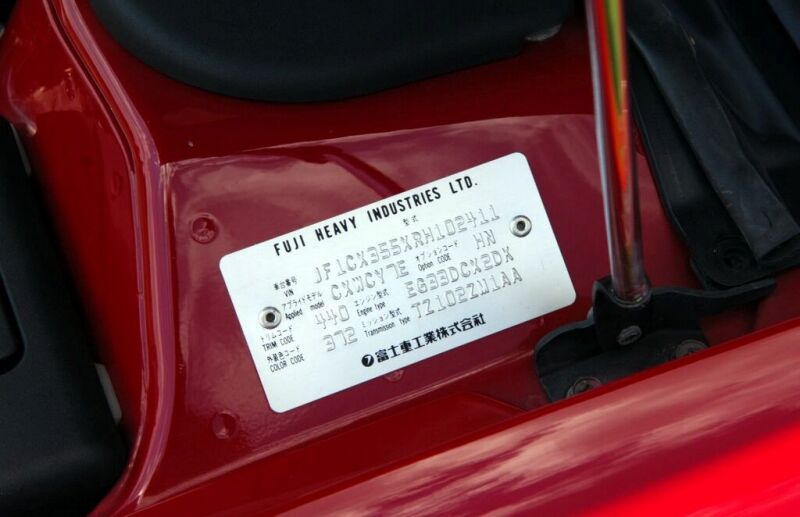 FUJI HEAVY INDUSTRIES LTD.
車台番号 VIN 型式 JF1CX355XRH102411
アプライドモデル Applied model CXWCY7E オプションコード Option CODE HN
トリムコード TRIM CODE 440 エンジン型式 Engine type EG33DCX2DX
外装色コード COLOR CODE 372 ミッション型式 Transmission type TZ102ZW1AA
富士重工業株式会社